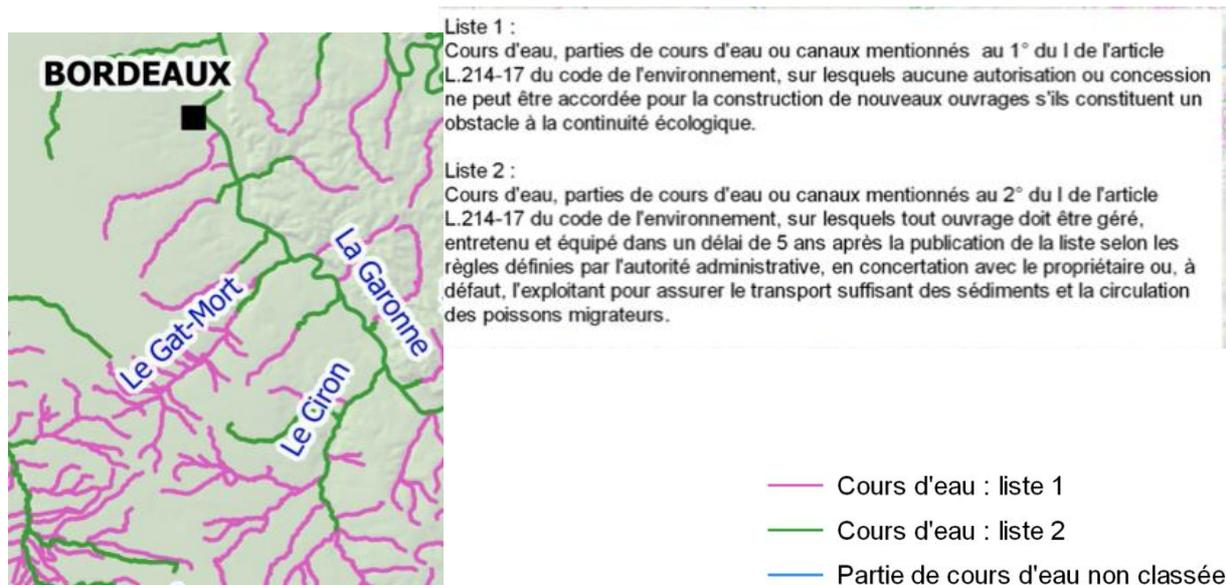 BORDEAUX
La Garonne
Le Gat-Mort
Le Ciron
Liste 1 :
Cours d'eau, parties de cours d'eau ou canaux mentionnés au 1° du I de l'article
L.214-17 du code de l'environnement, sur lesquels aucune autorisation ou concession
ne peut être accordée pour la construction de nouveaux ouvrages s'ils constituent un
obstacle à la continuité écologique.
Liste 2 :
Cours d'eau, parties de cours d'eau ou canaux mentionnés au 2° du I de l'article
L.214-17 du code de l'environnement, sur lesquels tout ouvrage doit être géré,
entretenu et équipé dans un délai de 5 ans après la publication de la liste selon les
règles définies par l'autorité administrative, en concertation avec le propriétaire ou, à
défaut, l'exploitant pour assurer le transport suffisant des sédiments et la circulation
des poissons migrateurs.
Cours d'eau : liste 1
Cours d'eau : liste 2
Partie de cours d'eau non classée